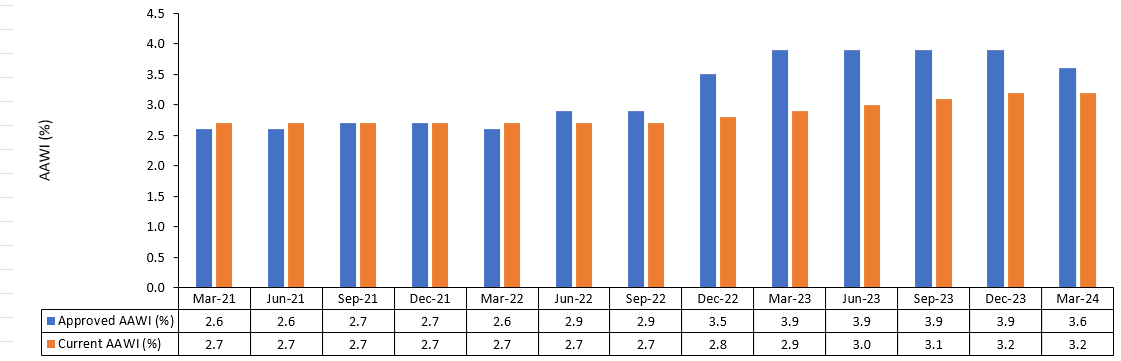 4.5
4.0
3.5
3.0
2.5
2.0
1.5
1.0
0.5
0.0
AAWI (%)
Mar-21 Jun-21 Sep-21 Dec-21 Mar-22 Jun-22 Sep-22 Dec-22 Mar-23 Jun-23 Sep-23 Dec-23 Mar-24
Approved AAWI (%) 2.6 2.6 2.7 2.7 2.6 2.9 2.9 3.5 3.9 3.9 3.9 3.9 3.6
Current AAWI (%) 2.7 2.7 2.7 2.7 2.7 2.7 2.7 2.8 2.9 3.0 3.1 3.2 3.2